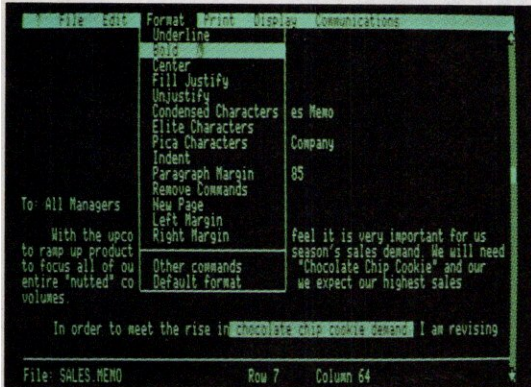 ? File Edit Format Print Display Communications
Underline
Bold
Center
Fill Justify
Unjustify
Condensed Characters es Memo
Elite Characters
Pica Characters Company
Indent
Paragraph Margin 85
Remove Commands
To: All Managers New Page
Left Margin
With the upco Right Margin feel it is very important for us
to ramp up product season's sales demand. We will need
to focus all of ou Other commands "Chocolate Chip Cookie" and our
entire "nutted" co Default format we expect our highest sales
volumes.
In order to meet the rise in chocolate chip cookie demand, I am revising
File: SALES.MEMO Row 7 Column 64